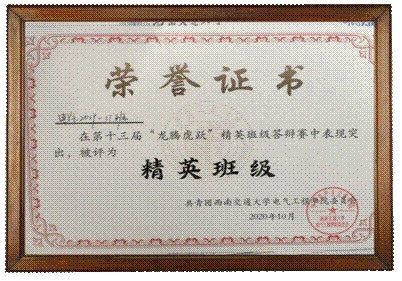 荣誉证书
在第十三届“龙腾虎跃”精英班级答辩赛中表现突
出，被评为
精英班级
共青团西南交通大学电气工程学院委员会
2020年10月